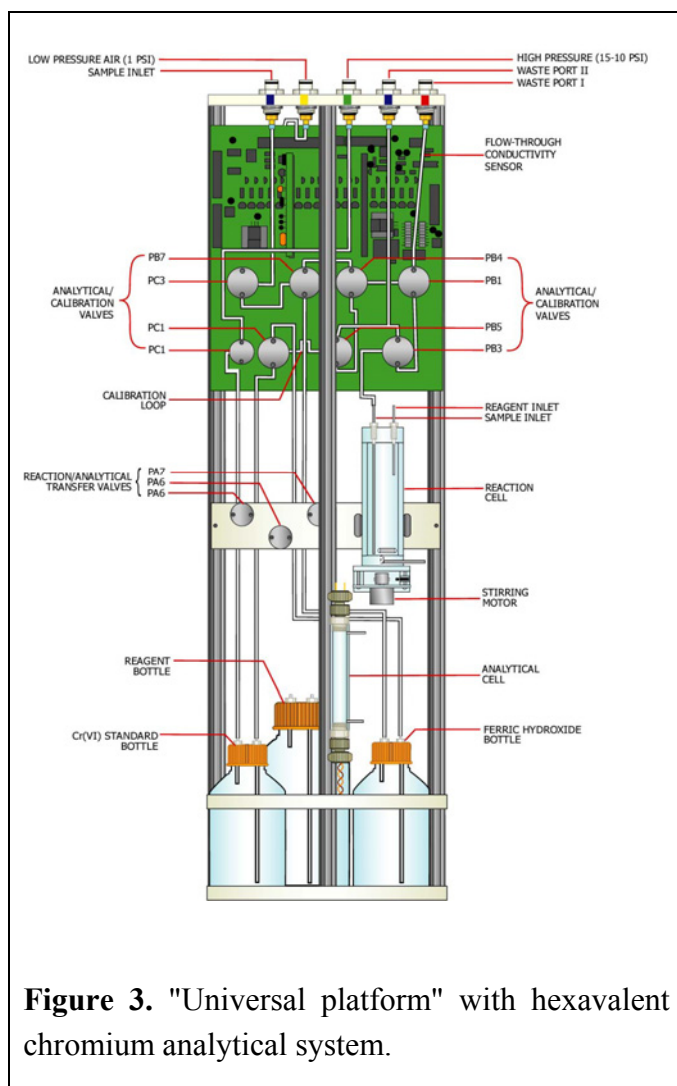 LOW PRESSURE AIR (1 PSI)
SAMPLE INLET
HIGH PRESSURE (15-10 PSI)
WASTE PORT II
WASTE PORT I
FLOW-THROUGH
CONDUCTIVITY
SENSOR
PB7
PC3
ANALYTICAL/
CALIBRATION
VALVES
PC1
PC1
PB4
PB1
ANALYTICAL/
CALIBRATION
VALVES
PB5
PB3
CALIBRATION
LOOP
REAGENT INLET
SAMPLE INLET
REACTION/ANALYTICAL
TRANSFER VALVES
PA7
PA6
PA6
REACTION
CELL
STIRRING
MOTOR
REAGENT
BOTTLE
ANALYTICAL
CELL
Cr(VI) STANDARD
BOTTLE
FERRIC HYDROXIDE
BOTTLE
Figure 3. "Universal platform" with hexavalent
chromium analytical system.